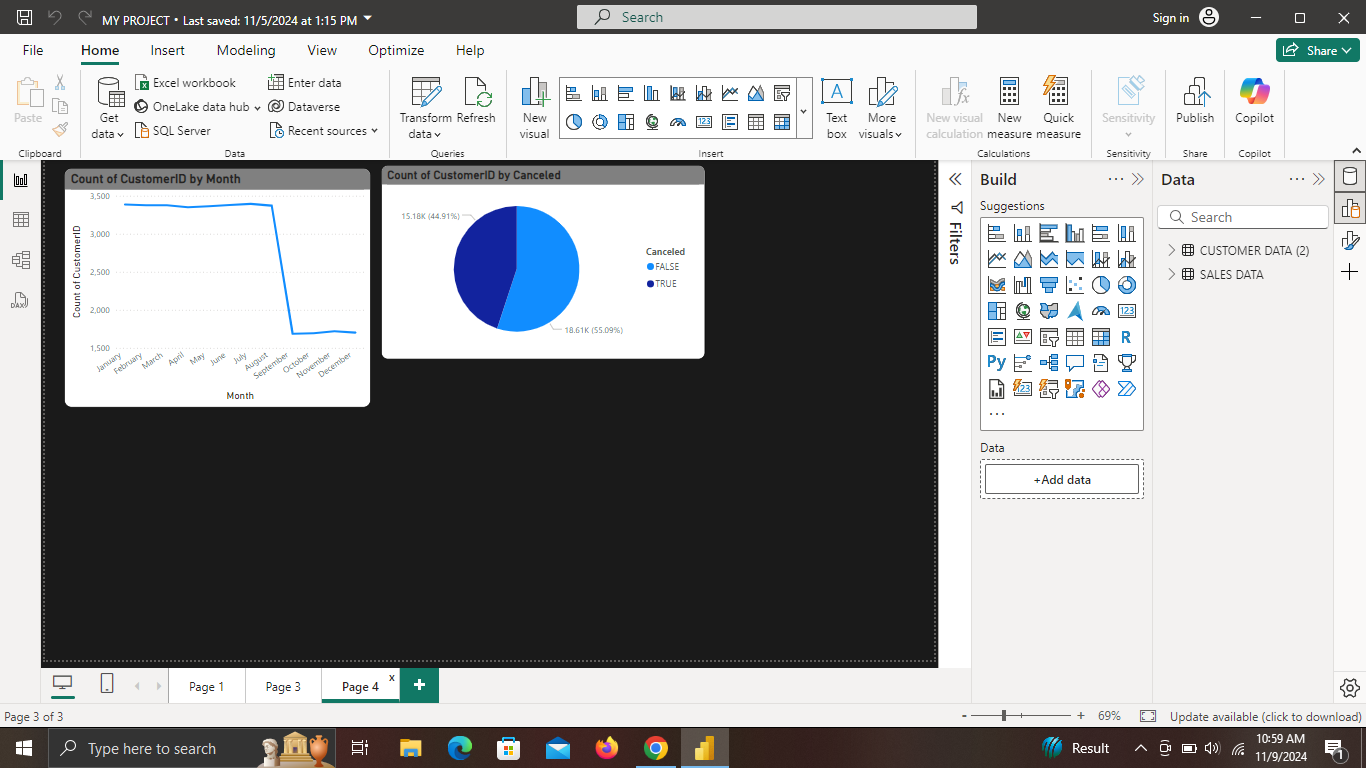 MY PROJECT • Last saved: 11/5/2024 at 1:15 PM
Search
Sign in
File
Home
Insert
Modeling
View
Optimize
Help
Share
Paste
Clipboard
Get data
Excel workbook
OneLake data hub
SQL Server
Enter data
Dataverse
Recent sources
Data
Transform data
Refresh
Queries
New visual
Text box
More visuals
Insert
New visual calculation
New measure
Quick measure
Calculations
Sensitivity
Sensitivity
Publish
Share
Copilot
Copilot
Count of CustomerID by Month
3,500
3,000
2,500
2,000
1,500
Count of CustomerID
January
February
March
April
May
June
July
August
September
October
November
December
Month
Count of CustomerID by Canceled
15.18K (44.91%)
18.61K (55.09%)
Canceled
FALSE
TRUE
Filters
Build
Suggestions
123
R
Py
123
Data
+Add data
Data
Search
CUSTOMER DATA (2)
SALES DATA
DAX
Page 1
Page 3
Page 4
x
+
Page 3 of 3
- + 69%
Update available (click to download)
Type here to search
Result
10:59 AM
11/9/2024
1